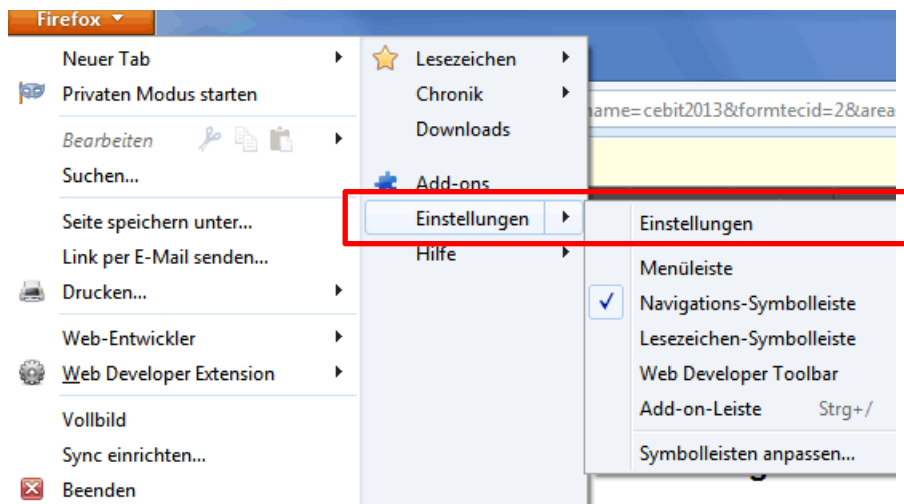 Firefox
Neuer Tab
Privaten Modus starten
Bearbeiten
Suchen...
Seite speichern unter...
Link per E-Mail senden...
Drucken...
Web-Entwickler
Web Developer Extension
Vollbild
Sync einrichten...
Beenden
Lesezeichen
Chronik
Downloads
Add-ons
Einstellungen
Hilfe
name=cebit2013&formtecid=2&area
Einstellungen
Menüleiste
Navigations-Symbolleiste
Lesezeichen-Symbolleiste
Web Developer Toolbar
Add-on-Leiste Strg+/
Symbolleisten anpassen...